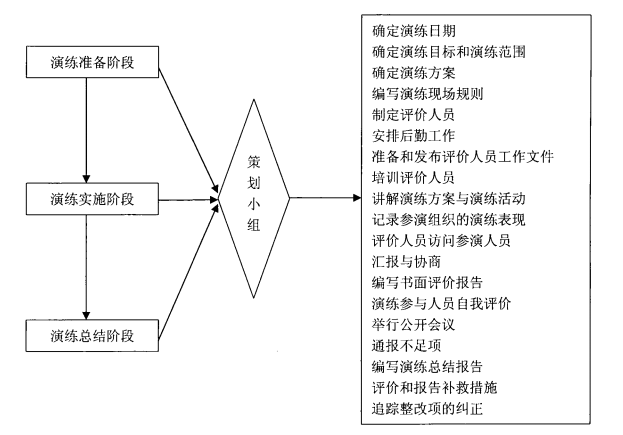 演练准备阶段
演练实施阶段
演练总结阶段
策划小组
确定演练日期
确定演练目标和演练范围
确定演练方案
编写演练现场规则
制定评价人员
安排后勤工作
准备和发布评价人员工作文件
培训评价人员
讲解演练方案与演练活动
记录参演组织的演练表现
评价人员访问参演人员
汇报与协商
编写书面评价报告
演练参与人员自我评价
举行公开会议
通报不足项
编写演练总结报告
评价和报告补救措施
追踪整改项的纠正